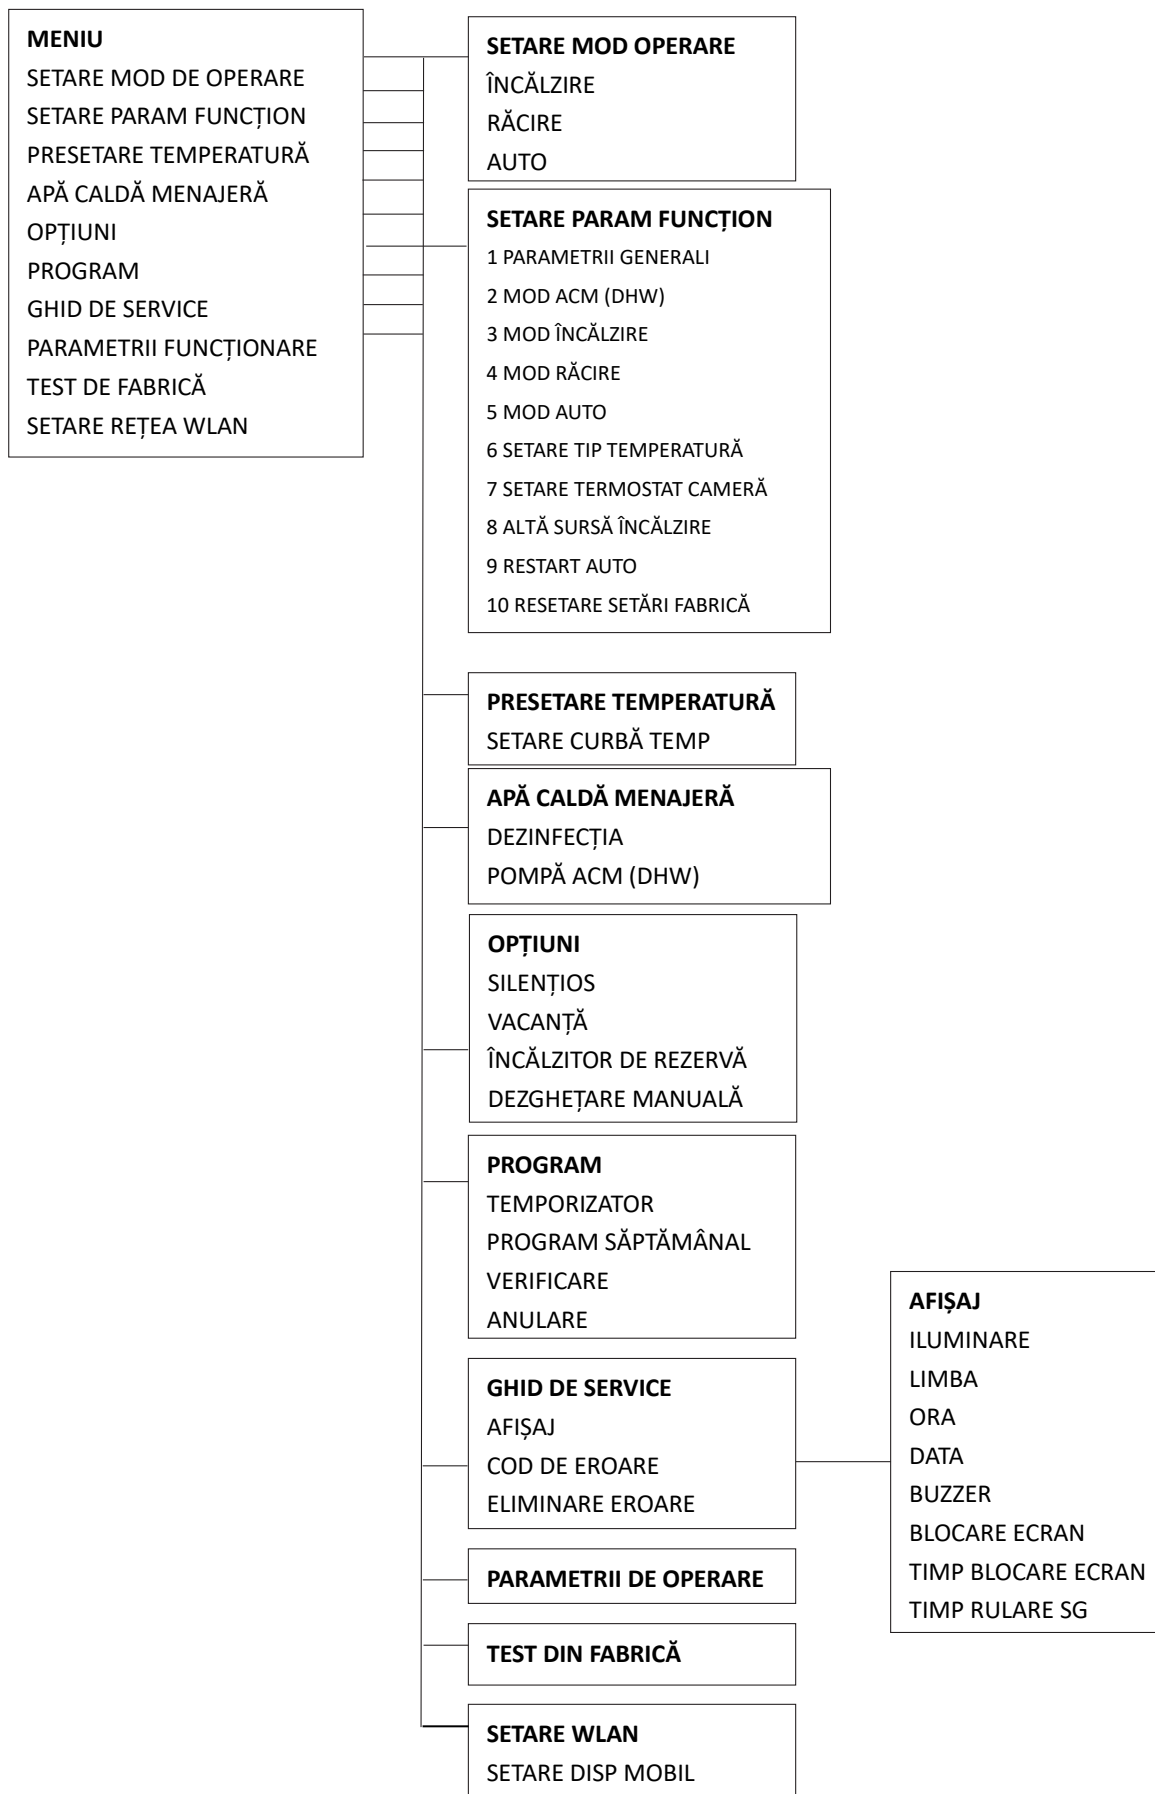 MENIU
SETARE MOD DE OPERARE
SETARE PARAM FUNCȚION
PRESETARE TEMPERATURĂ
APĂ CALDĂ MENAJERĂ
OPȚIUNI
PROGRAM
GHID DE SERVICE
PARAMETRII FUNCȚIONARE
TEST DE FABRICĂ
SETARE REȚEA WLAN
SETARE MOD OPERARE
ÎNCĂLZIRE
RĂCIRE
AUTO
SETARE PARAM FUNCȚION
1 PARAMETRII GENERALI
2 MOD ACM (DHW)
3 MOD ÎNCĂLZIRE
4 MOD RĂCIRE
5 MOD AUTO
6 SETARE TIP TEMPERATURĂ
7 SETARE TERMOSTAT CAMERĂ
8 ALTĂ SURSĂ ÎNCĂLZIRE
9 RESTART AUTO
10 RESETARE SETĂRI FABRICĂ
PRESETARE TEMPERATURĂ
SETARE CURBĂ TEMP
APĂ CALDĂ MENAJERĂ
DEZINFECȚIA
POMPĂ ACM (DHW)
OPȚIUNI
SILENȚIOS
VACANȚĂ
ÎNCĂLZITOR DE REZERVĂ
DEZGHEȚARE MANUALĂ
PROGRAM
TEMPORIZATOR
PROGRAM SĂPTĂMÂNAL
VERIFICARE
ANULARE
GHID DE SERVICE
AFIȘAJ
COD DE EROARE
ELIMINARE EROARE
AFIȘAJ
ILUMINARE
LIMBA
ORA
DATA
BUZZER
BLOCARE ECRAN
TIMP BLOCARE ECRAN
TIMP RULARE SG
PARAMETRII DE OPERARE
TEST DIN FABRICĂ
SETARE WLAN
SETARE DISP MOBIL